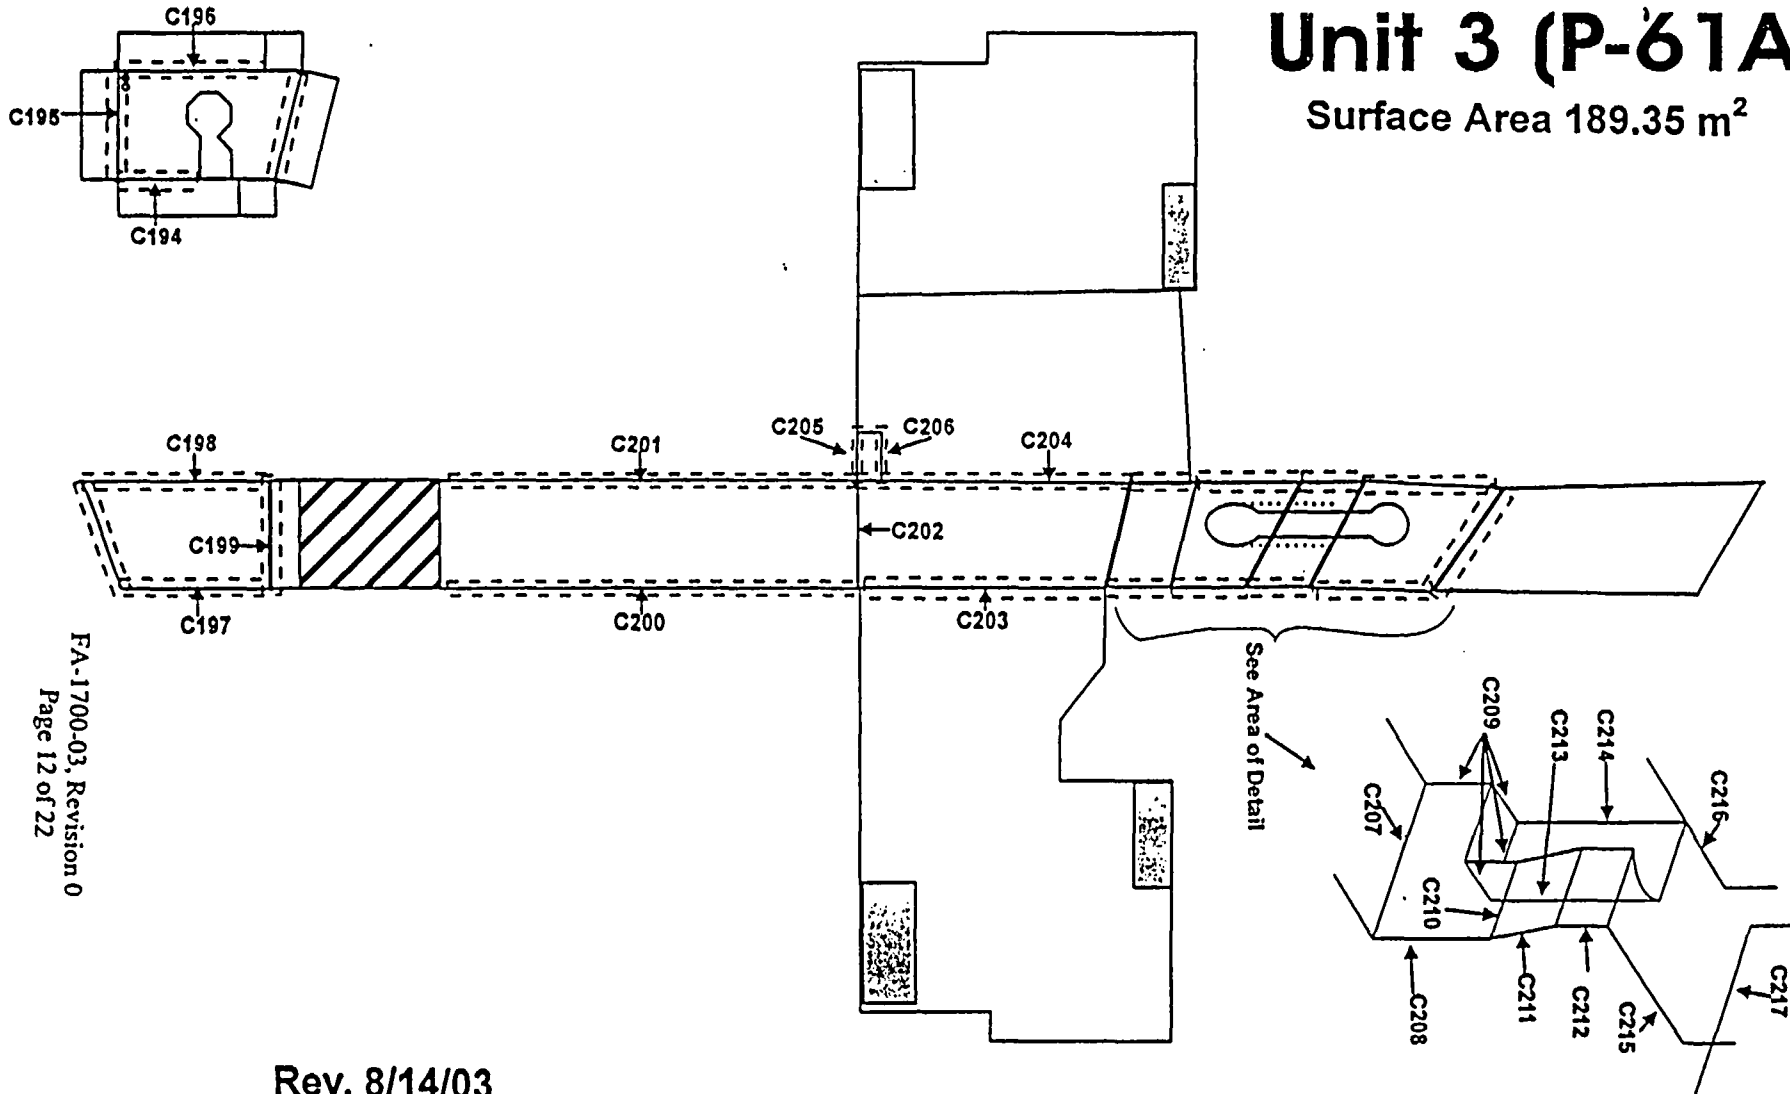 Unit 3 (P-61A
Surface Area 189.35 m²
C196
C195
C194
C205
C206
C204
C198
C201
C199
C202
C197
C200
C203
See Area of Detail
C209
C213
C214
C216
C207
C210
C217
C208
C211
C212
C215
FA-1700-03, Revision 0
Page 12 of 22
Rev. 8/14/03